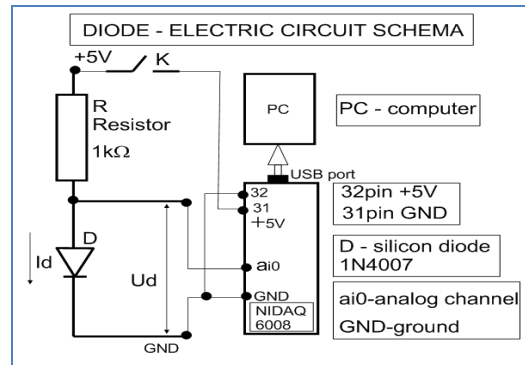 DIODE - ELECTRIC CIRCUIT SCHEMA
+5V
K
R
Resistor
1kΩ
PC
PC - computer
USB port
32
31
+5V
32pin +5V
31pin GND
D
Id
Ud
ai0
D - silicon diode
1N4007
GND
NIDAQ
6008
ai0-analog channel
GND-ground
GND